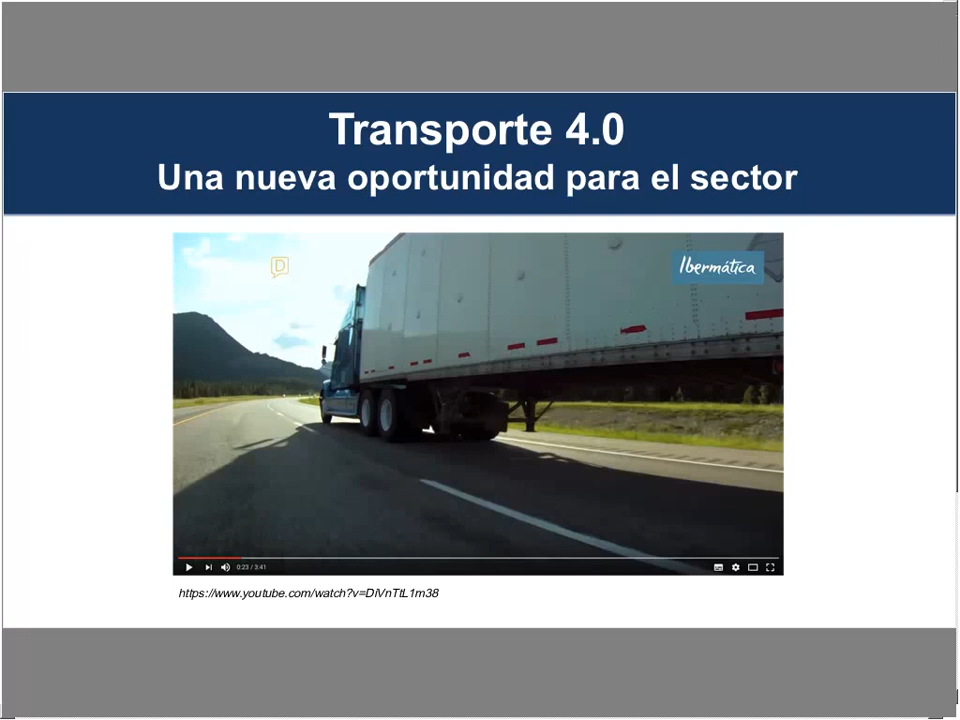 Transporte 4.0
Una nueva oportunidad para el sector
D
Ibermática
0:23 / 3:41
https://www.youtube.com/watch?v=DlVnTtL1m38